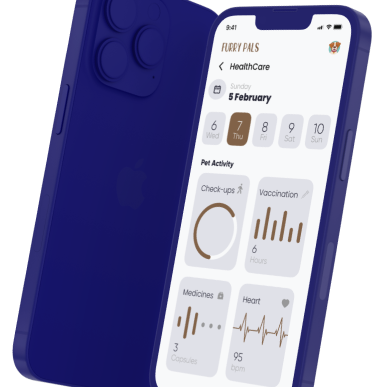 9:41
FURRY PALS
HealthCare
Sunday
5 February
6 7 8 9 10
Wed Thu Fri Sat Sun
Pet Activity
Check-ups Vaccination
6
Hours
Medicines Heart
3 95
Capsules bpm